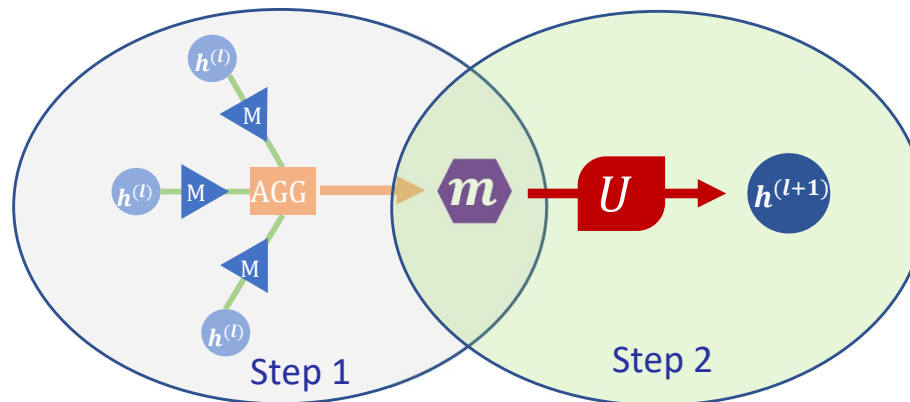 h^(l)
M
h^(l)
M
AGG
m
U
h^(l+1)
M
h^(l)
Step 1
Step 2